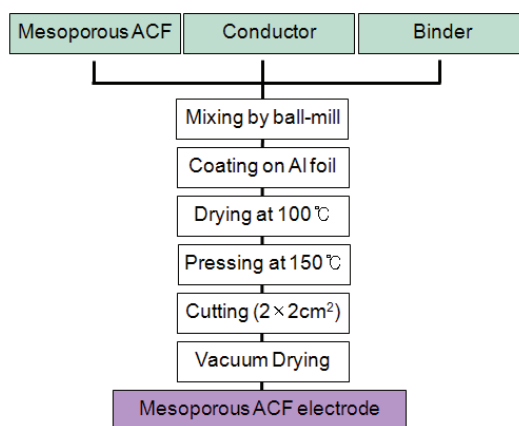 Mesoporous ACF
Conductor
Binder
Mixing by ball-mill
Coating on Al foil
Drying at 100℃
Pressing at 150℃
Cutting (2×2cm²)
Vacuum Drying
Mesoporous ACF electrode